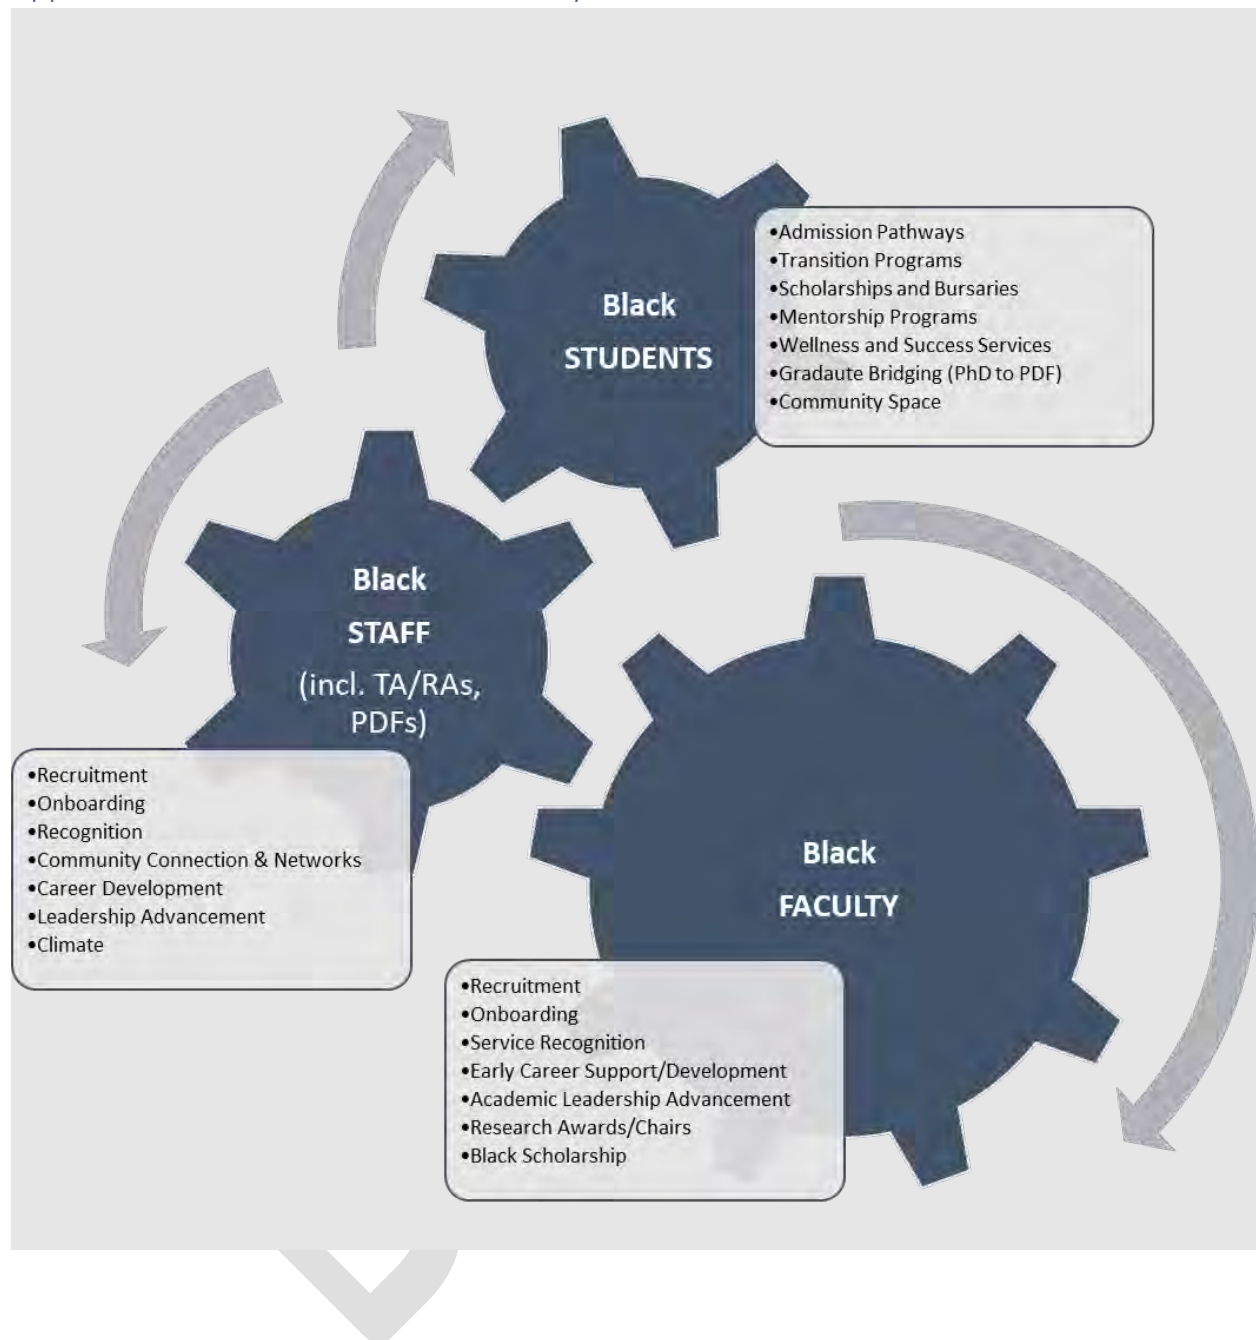 Black
STUDENTS
•Admission Pathways
•Transition Programs
•Scholarships and Bursaries
•Mentorship Programs
•Wellness and Success Services
•Gradaute Bridging (PhD to PDF)
•Community Space
Black
STAFF
(incl. TA/RAs,
PDFs)
•Recruitment
•Onboarding
•Recognition
•Community Connection & Networks
•Career Development
•Leadership Advancement
•Climate
Black
FACULTY
•Recruitment
•Onboarding
•Service Recognition
•Early Career Support/Development
•Academic Leadership Advancement
•Research Awards/Chairs
•Black Scholarship